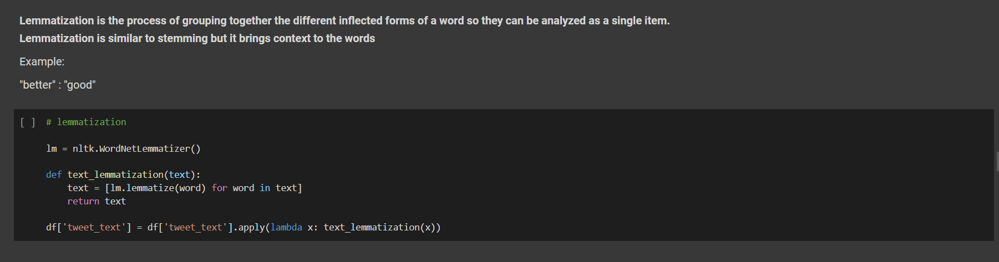 Lemmatization is the process of grouping together the different inflected forms of a word so they can be analyzed as a single item.
Lemmatization is similar to stemming but it brings context to the words
Example:
"better" : "good"
[ ] # lemmatization
lm = nltk.WordNetLemmatizer()
def text_lemmatization(text):
    text = [lm.lemmatize(word) for word in text]
    return text
df['tweet_text'] = df['tweet_text'].apply(lambda x: text_lemmatization(x))